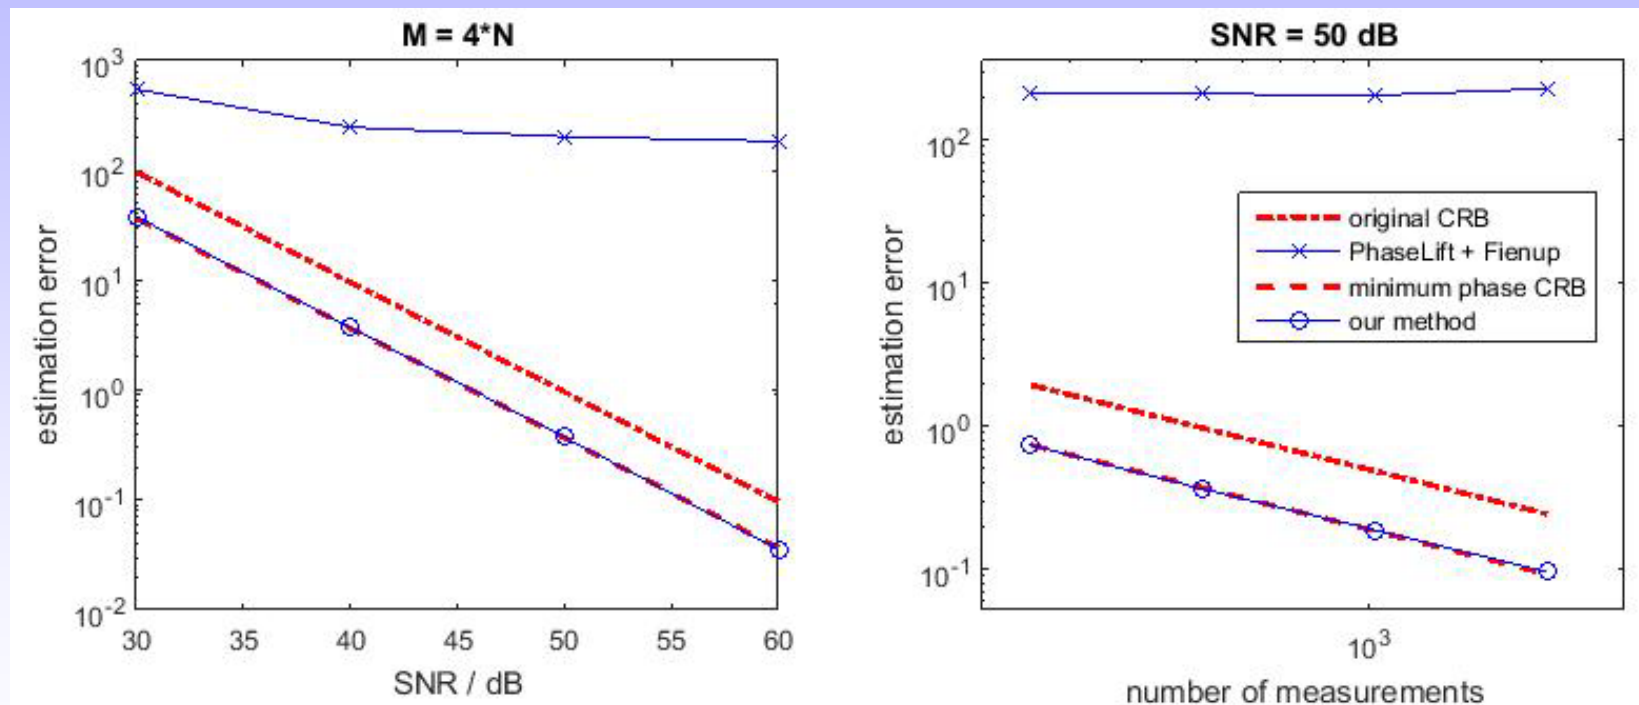 M = 4*N
10^3
10^2
10^1
10^0
10^-1
10^-2
estimation error
30 35 40 45 50 55 60
SNR / dB
SNR = 50 dB
10^2
10^1
10^0
10^-1
estimation error
original CRB
PhaseLift + Fienup
minimum phase CRB
our method
10^3
number of measurements